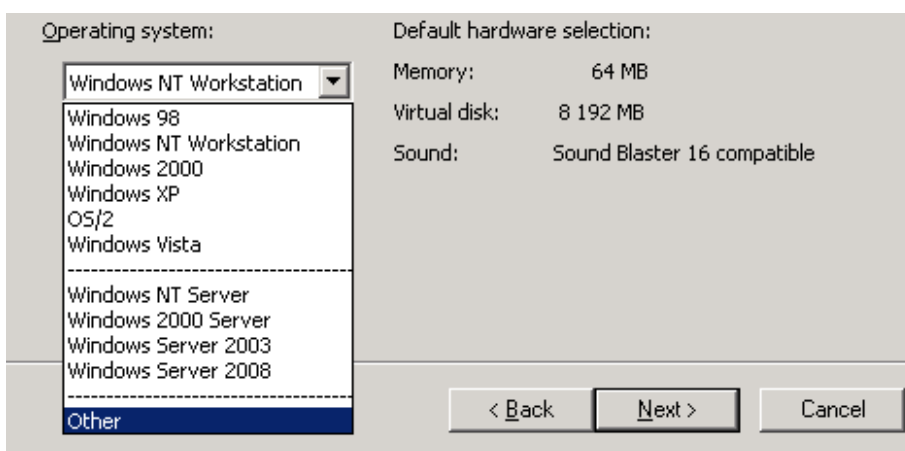 Operating system:
Windows NT Workstation
Windows 98
Windows NT Workstation
Windows 2000
Windows XP
OS/2
Windows Vista
-----------------------------------
Windows NT Server
Windows 2000 Server
Windows Server 2003
Windows Server 2008
-----------------------------------
Other
Default hardware selection:
Memory: 64 MB
Virtual disk: 8 192 MB
Sound: Sound Blaster 16 compatible
< Back Next > Cancel